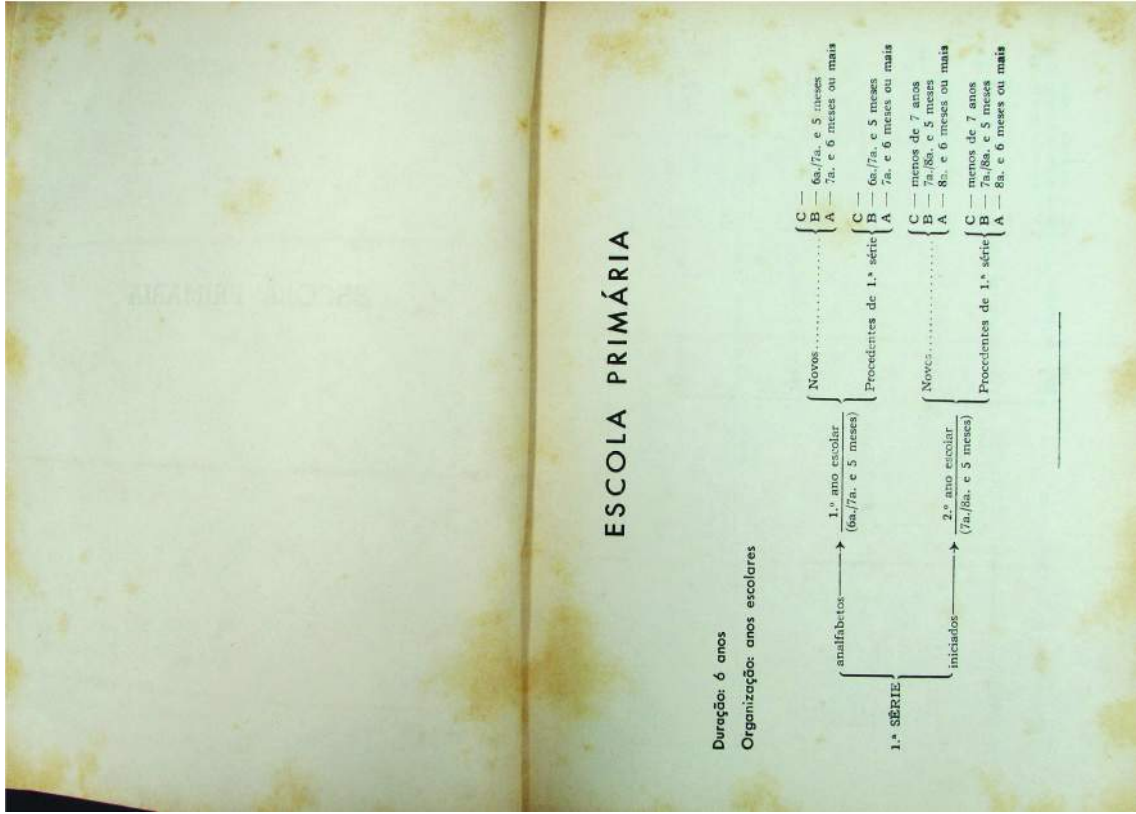 ESCOLA PRIMÁRIA
Duração: 6 anos
Organização: anos escolares
1.ª SÉRIE
analfabetos
1.º ano escolar
(6a./7a. e 5 meses)
Novos
C —
B — 6a./7a. e 5 meses
A — 7a. e 6 meses ou mais
Procedentes de 1.ª série
C —
B — 6a./7a. e 5 meses
A — 7a. e 6 meses ou mais
iniciados
2.º ano escolar
(7a./8a. e 5 meses)
Novos
C — menos de 7 anos
B — 7a./8a. e 5 meses
A — 8a. e 6 meses ou mais
Procedentes de 1.ª série
C — menos de 7 anos
B — 7a./8a. e 5 meses
A — 8a. e 6 meses ou mais